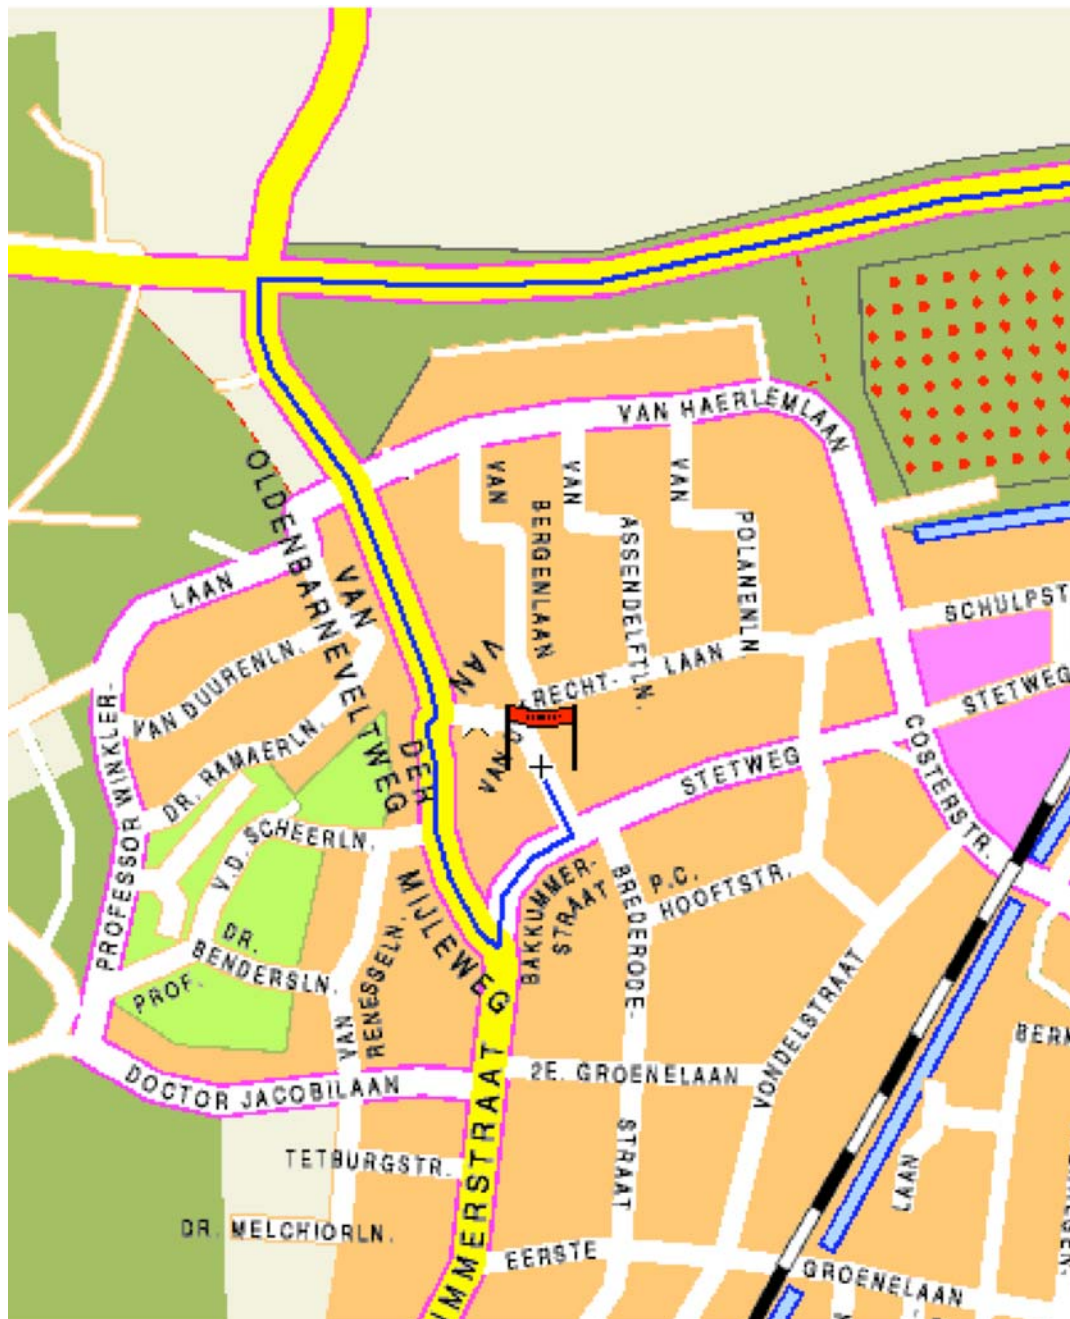 VAN HAERLEMLAAN
OLDENBARNEVELTWEG
VAN
BERGENLAAN
VAN
ASSENDELFTLN.
VAN
POLANENLN
LAAN
VAN
VAN
SCHULPST
RECHT-
LAAN
VAN DUURENLN.
STETWEG
PROFESSOR WINKLER-
DR. RAMAERLN.
DER
VAN
STETWEG
COSTERSTR.
V.D. SCHEERLN.
MIJLEWEG
BAKKUMMER-
STRAAT
BREDERODE-
P.C.
HOOFTSTR.
DR.
BENDERSLN.
PROF.
VAN
RENESSELN.
VONDELSTRAAT
DOCTOR JACOBILAAN
2E. GROENELAAN
STRAAT
TETBURGSTR.
LAAN
DR. MELCHIORLN.
IMMERSTRAAT
EERSTE
GROENELAAN